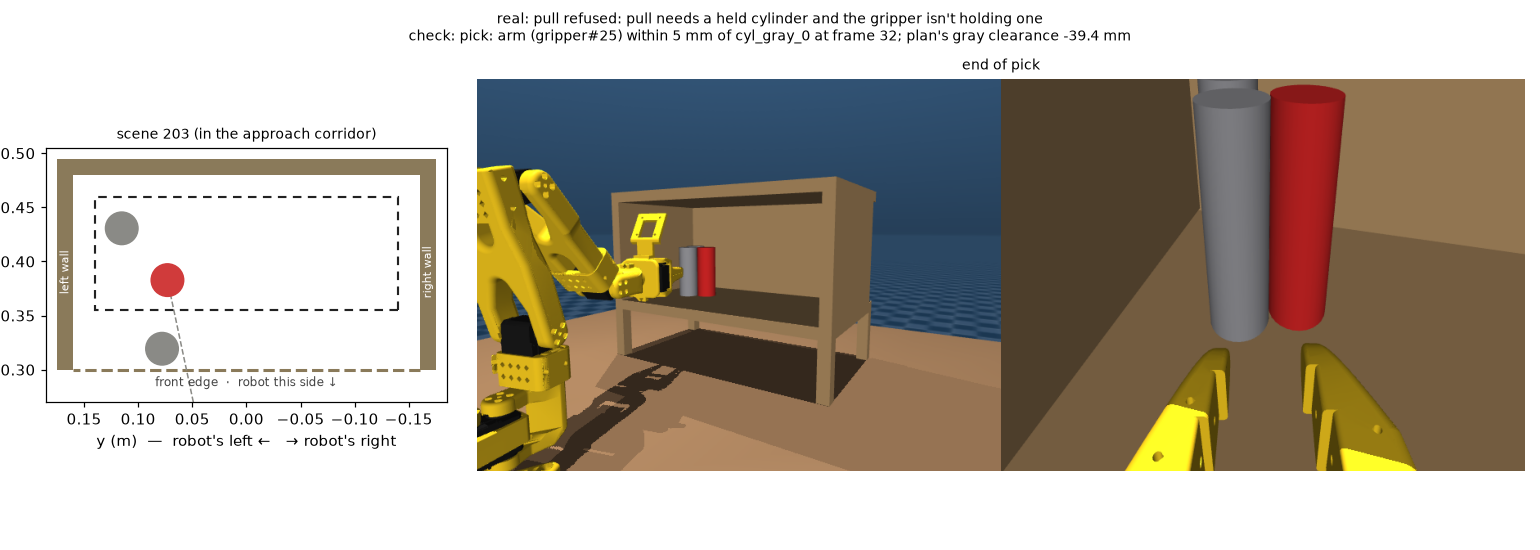 real: pull refused: pull needs a held cylinder and the gripper isn't holding one
check: pick: arm (gripper#25) within 5 mm of cyl_gray_0 at frame 32; plan's gray clearance -39.4 mm
end of pick
scene 203 (in the approach corridor)
0.50
0.45
0.40
0.35
0.30
left wall
right wall
front edge · robot this side ↓
0.15 0.10 0.05 0.00 −0.05 −0.10 −0.15
y (m) — robot's left ← → robot's right